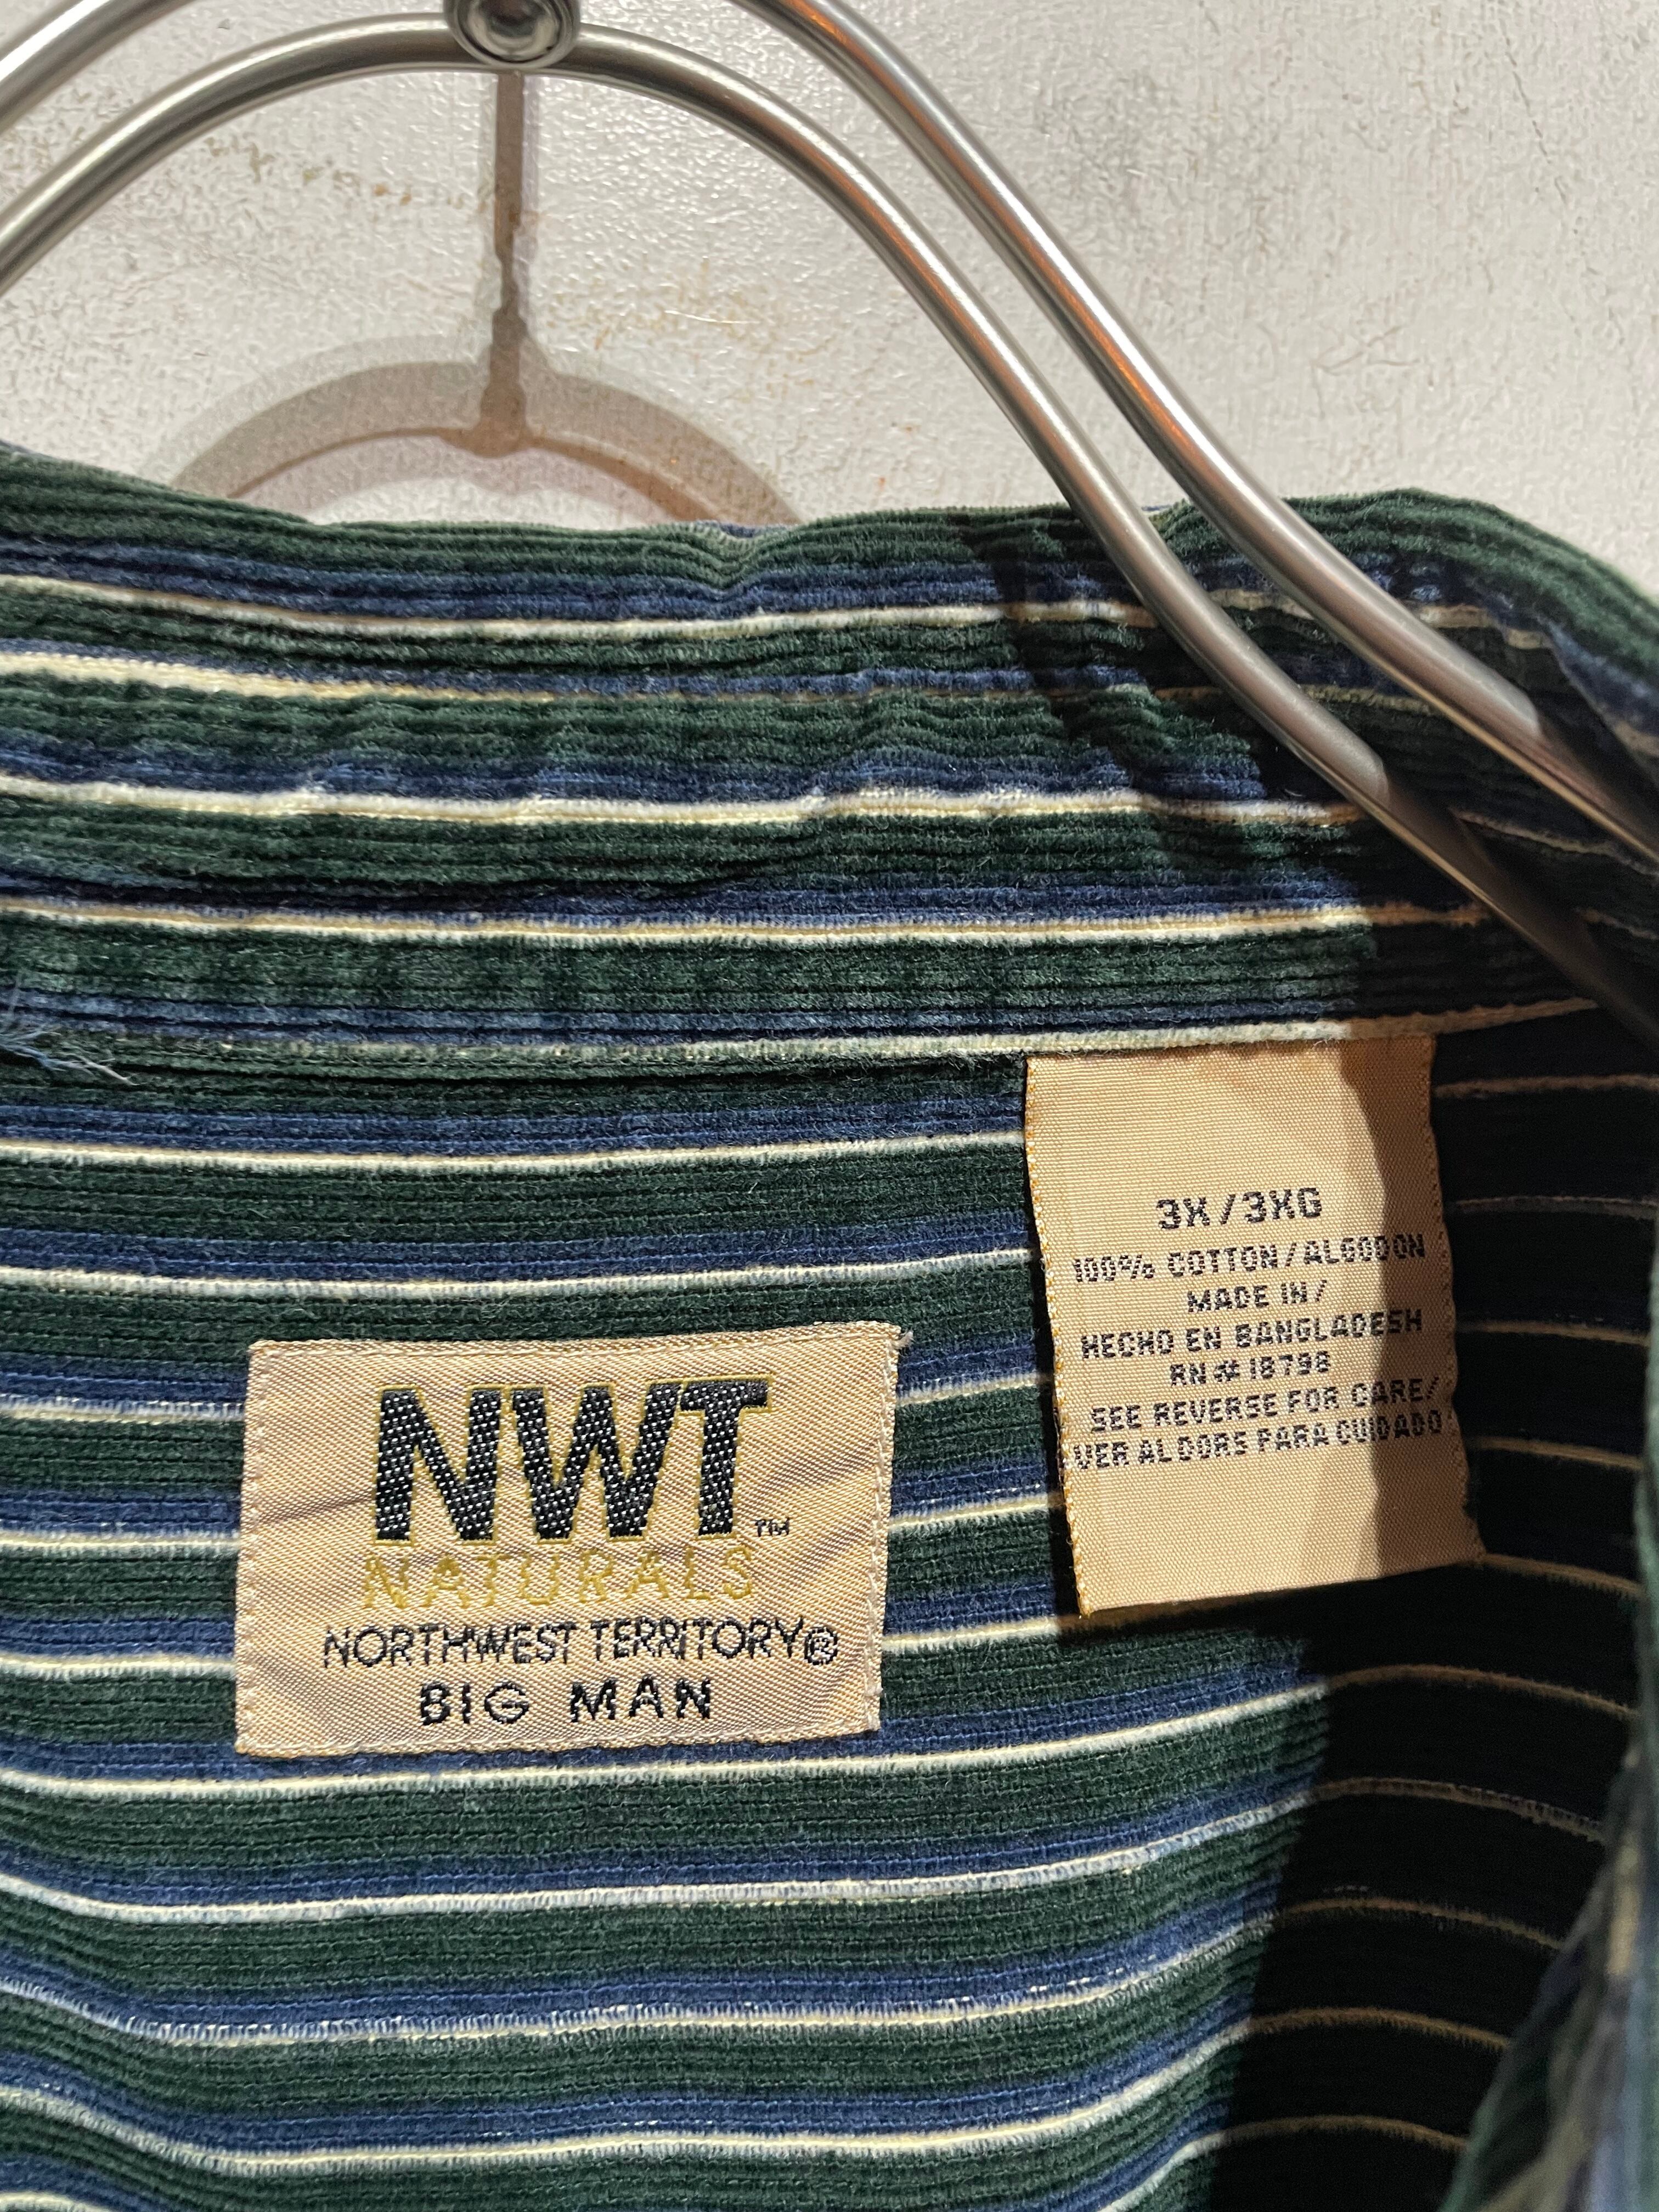 NWT™
NATURALS
NORTHWEST TERRITORY®
BIG MAN
3X/3XG
100% COTTON/ALGODON
MADE IN/
HECHO EN BANGLADESH
RN#18798
SEE REVERSE FOR CARE/
VER AL DORS PARA CUIDADO